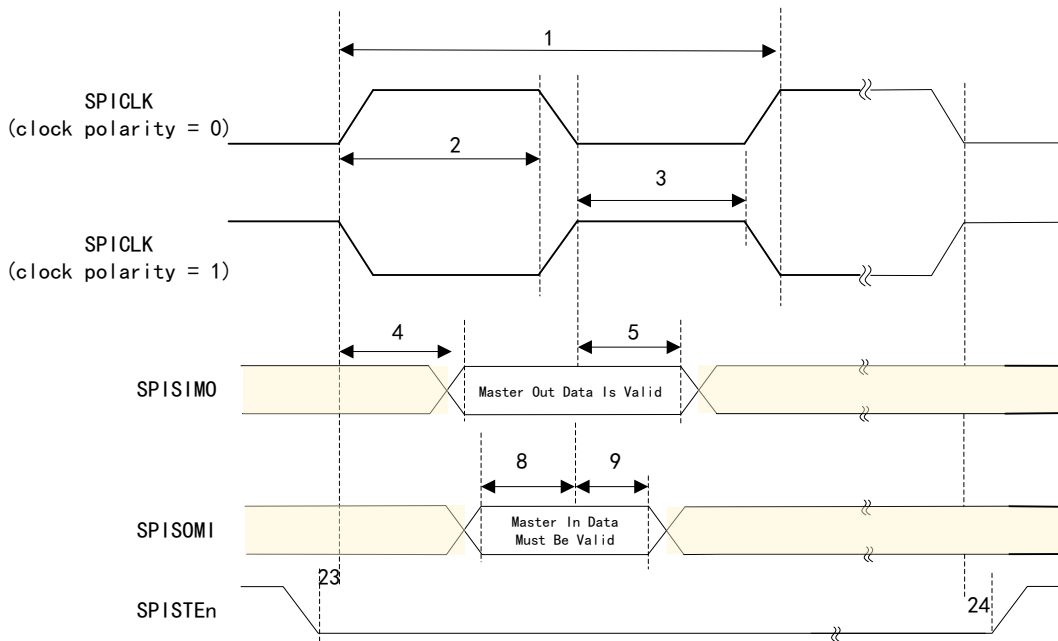 1
SPICLK
(clock polarity = 0)
2
3
SPICLK
(clock polarity = 1)
4
5
SPISIMO
Master Out Data Is Valid
8
9
SPISOMI
Master In Data
Must Be Valid
23
SPISTEn
24